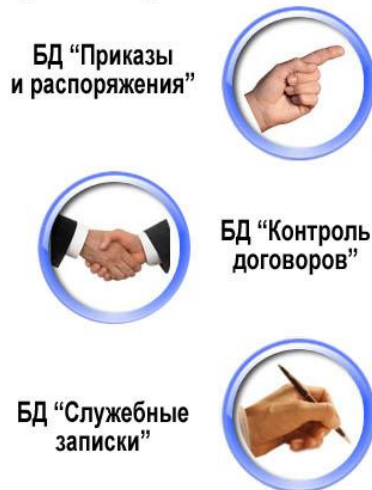 БД “Приказы
и распоряжения”
БД “Контроль
договоров”
БД “Служебные
записки”